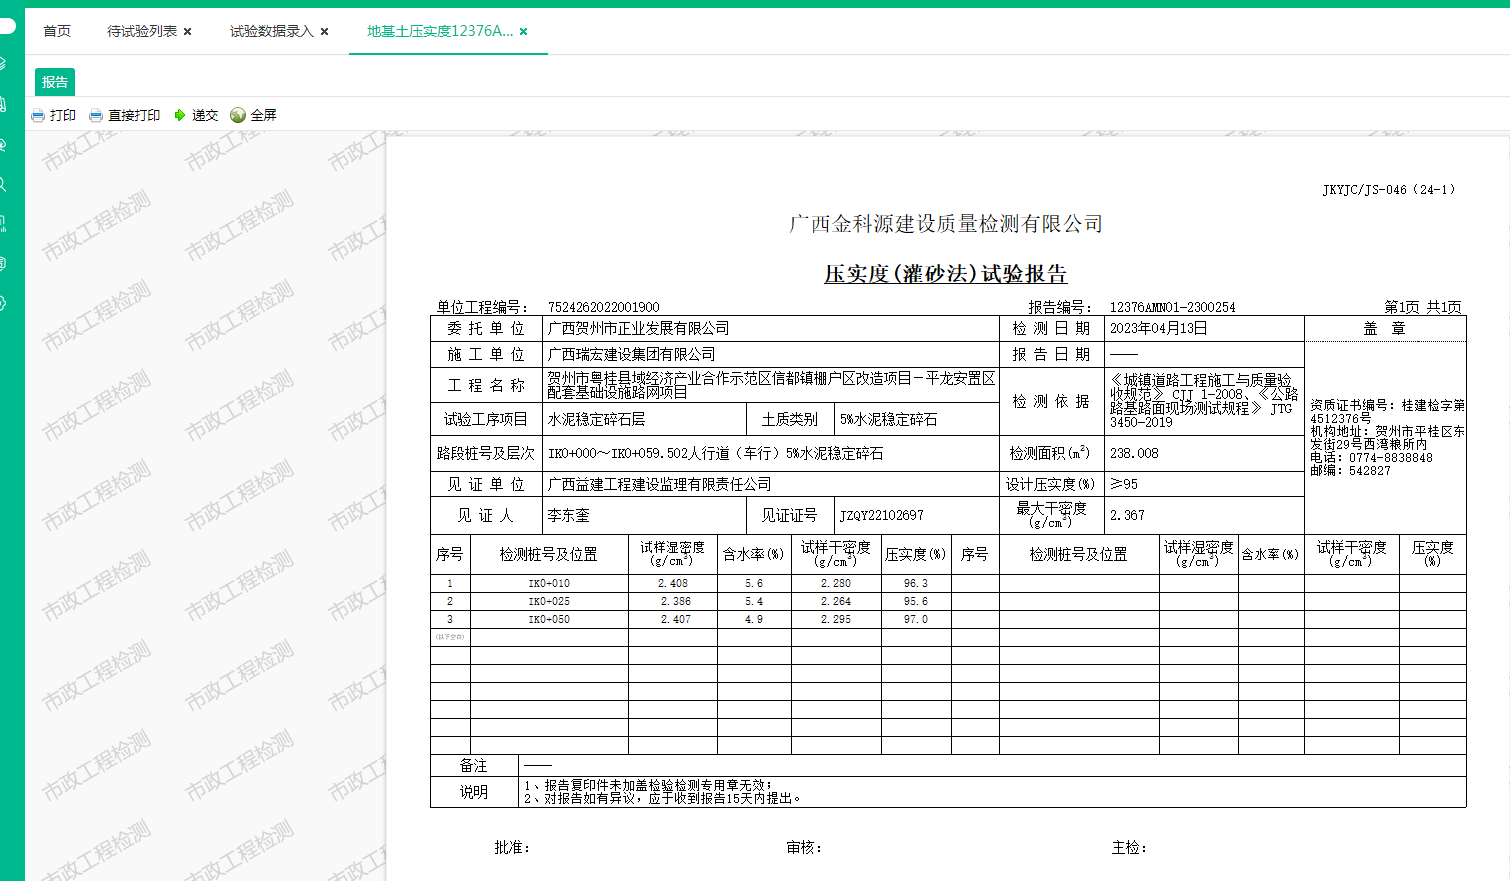 首页 待试验列表 × 试验数据录入 × 地基土压实度12376A... ×
报告
打印 直接打印 递交 全屏
市政工程检测
JKYJC/JS-046（24-1）
广西金科源建设质量检测有限公司
压实度(灌砂法)试验报告
单位工程编号： 7524262022001900 报告编号： 12376AMN01-2300254 第1页 共1页
委托单位 广西贺州市正业发展有限公司 检测日期 2023年04月13日 盖 章
施工单位 广西瑞宏建设集团有限公司 报告日期 ——
工程名称 贺州市粤桂县域经济产业合作示范区信都镇棚户区改造项目－平龙安置区
配套基础设施路网项目
检测依据 《城镇道路工程施工与质量验
收规范》 CJJ 1-2008、《公路
路基路面现场测试规程》 JTG
3450-2019
试验工序项目 水泥稳定碎石层 土质类别 5%水泥稳定碎石
资质证书编号：桂建检字第
4512376号
机构地址：贺州市平桂区东
发街29号西湾粮所内
电话：0774-8838848
邮编：542827
路段桩号及层次 IK0+000～IK0+059.502人行道（车行）5%水泥稳定碎石 检测面积(m²) 238.008
见证单位 广西益建工程建设监理有限责任公司 设计压实度(%) ≥95
见证人 李东奎 见证证号 JZQY22102697 最大干密度
(g/cm³) 2.367
序号 检测桩号及位置 试样湿密度
(g/cm³) 含水率(%) 试样干密度
(g/cm³) 压实度(%) 序号 检测桩号及位置 试样湿密度
(g/cm³) 含水率(%) 试样干密度
(g/cm³) 压实度
(%)
1 IK0+010 2.408 5.6 2.280 96.3
2 IK0+025 2.386 5.4 2.264 95.6
3 IK0+050 2.407 4.9 2.295 97.0
(以下空白)
备注 ——
说明 1、报告复印件未加盖检验检测专用章无效；
2、对报告如有异议，应于收到报告15天内提出。
批准： 审核： 主检：